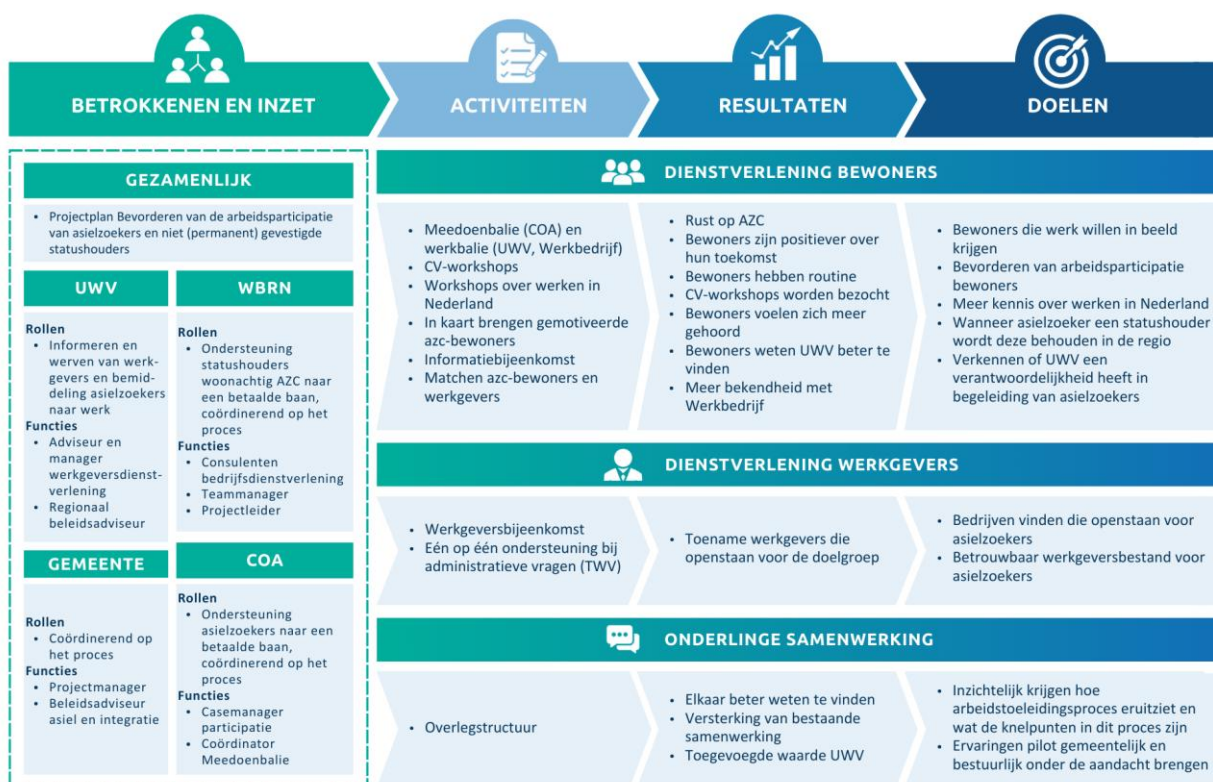 BETROKKENEN EN INZET
ACTIVITEITEN
RESULTATEN
DOELEN
GEZAMENLIJK
• Projectplan Bevorderen van de arbeidsparticipatie
van asielzoekers en niet (permanent) gevestigde
statushouders
UWV
Rollen
• Informeren en
werven van werk-
gevers en bemid-
deling asielzoekers
naar werk
Functies
• Adviseur en
manager
werkgeversdienst-
verlening
• Regionaal
beleidsadviseur
WBRN
Rollen
• Ondersteuning
statushouders
woonachtig AZC naar
een betaalde baan,
coördinerend op het
proces
Functies
• Consulenten
bedrijfsdienstverlening
• Teammanager
• Projectleider
GEMEENTE
Rollen
• Coördinerend op
het proces
Functies
• Projectmanager
• Beleidsadviseur
asiel en integratie
COA
Rollen
• Ondersteuning
asielzoekers naar een
betaalde baan,
coördinerend op het
proces
Functies
• Casemanager
participatie
• Coördinator
Meedoenbalie
DIENSTVERLENING BEWONERS
• Meedoenbalie (COA) en
werkbalie (UWV, Werkbedrijf)
• CV-workshops
• Workshops over werken in
Nederland
• In kaart brengen gemotiveerde
azc-bewoners
• Informatiebijeenkomst
• Matchen azc-bewoners en
werkgevers
• Rust op AZC
• Bewoners zijn positiever over
hun toekomst
• Bewoners hebben routine
• CV-workshops worden bezocht
• Bewoners voelen zich meer
gehoord
• Bewoners weten UWV beter te
vinden
• Meer bekendheid met
Werkbedrijf
• Bewoners die werk willen in beeld
krijgen
• Bevorderen van arbeidsparticipatie
bewoners
• Meer kennis over werken in Nederland
• Wanneer asielzoeker een statushouder
wordt deze behouden in de regio
• Verkennen of UWV een
verantwoordelijkheid heeft in
begeleiding van asielzoekers
DIENSTVERLENING WERKGEVERS
• Werkgeversbijeenkomst
• Eén op één ondersteuning bij
administratieve vragen (TWV)
• Toename werkgevers die
openstaan voor de doelgroep
• Bedrijven vinden die openstaan voor
asielzoekers
• Betrouwbaar werkgeversbestand voor
asielzoekers
ONDERLINGE SAMENWERKING
• Overlegstructuur
• Elkaar beter weten te vinden
• Versterking van bestaande
samenwerking
• Toegevoegde waarde UWV
• Inzichtelijk krijgen hoe
arbeidstoeleidingsproces eruitziet en
wat de knelpunten in dit proces zijn
• Ervaringen pilot gemeentelijk en
bestuurlijk onder de aandacht brengen